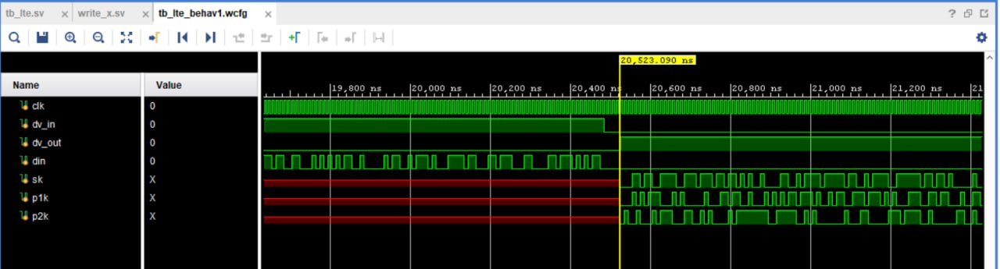 tb_lte.sv × write_x.sv × tb_lte_behav1.wcfg × ?
20,523.090 ns
Name Value
19,800 ns 20,000 ns 20,200 ns 20,400 ns 20,600 ns 20,800 ns 21,000 ns 21,200 ns 21
clk 0
dv_in 0
dv_out 0
din 0
sk X
p1k X
p2k X